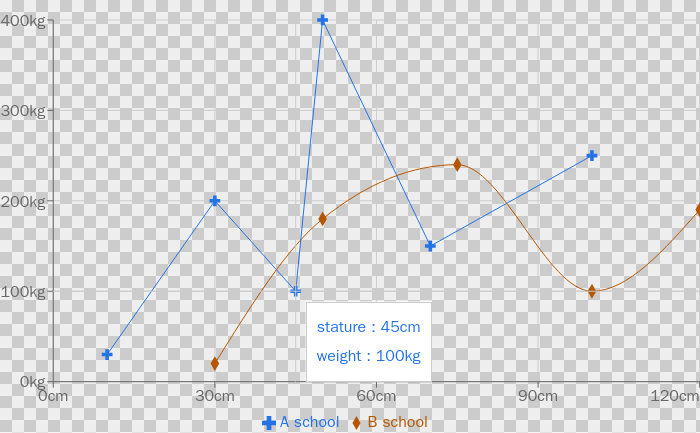 400kg
300kg
200kg
100kg
0kg
0cm 30cm 60cm 90cm 120cm
stature : 45cm
weight : 100kg
A school B school